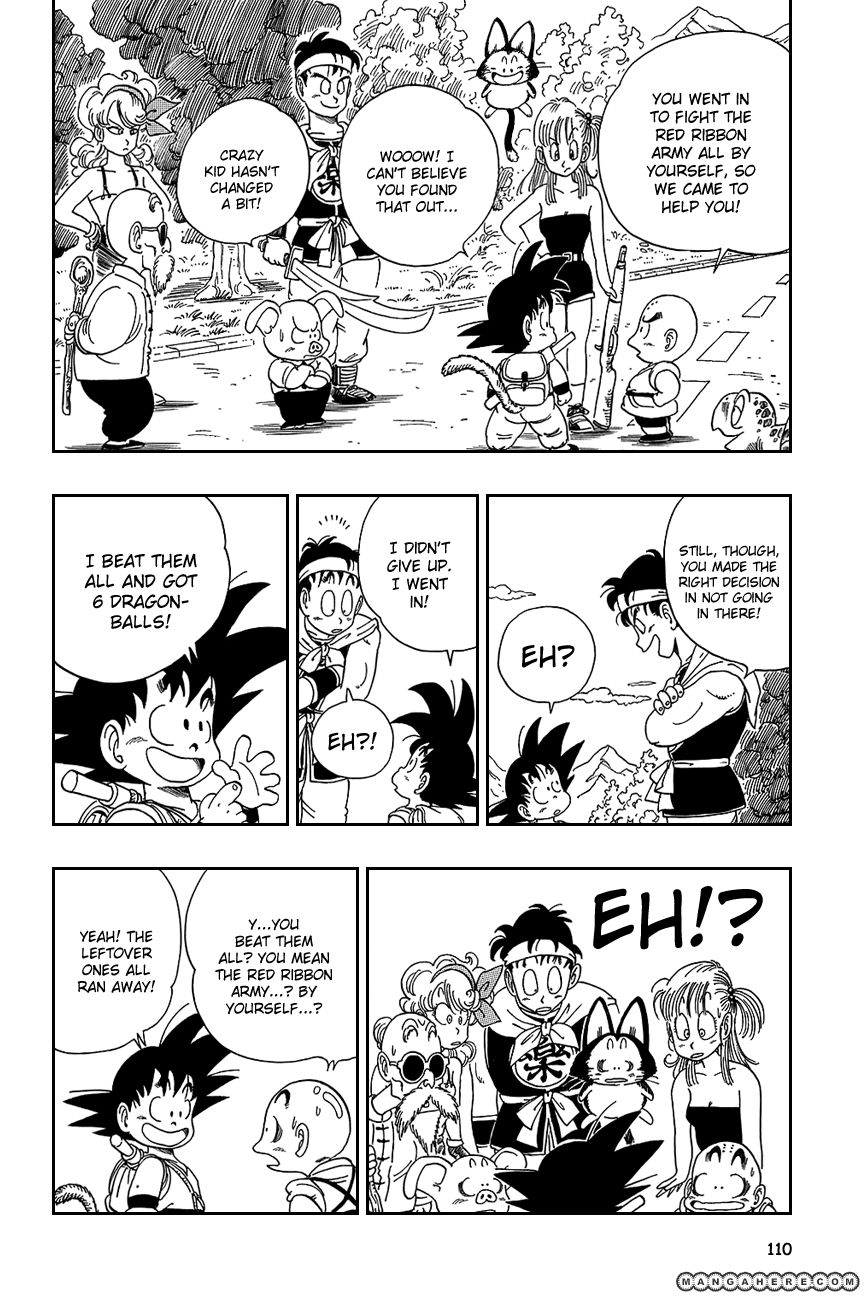 YOU WENT IN
TO FIGHT THE
RED RIBBON
ARMY ALL BY
YOURSELF, SO
WE CAME TO
HELP YOU!
WOOOW! I
CAN'T BELIEVE
YOU FOUND
THAT OUT...
CRAZY
KID HASN'T
CHANGED
A BIT!
楽
STILL, THOUGH,
YOU MADE THE
RIGHT DECISION
IN NOT GOING
IN THERE!
EH?
I DIDN'T
GIVE UP.
I WENT
IN!
EH?!
I BEAT THEM
ALL AND GOT
6 DRAGON-
BALLS!
EH!?
楽
Y...YOU
BEAT THEM
ALL? YOU MEAN
THE RED RIBBON
ARMY...? BY
YOURSELF...?
YEAH! THE
LEFTOVER
ONES ALL
RAN AWAY!
110
MANGAHERE.COM